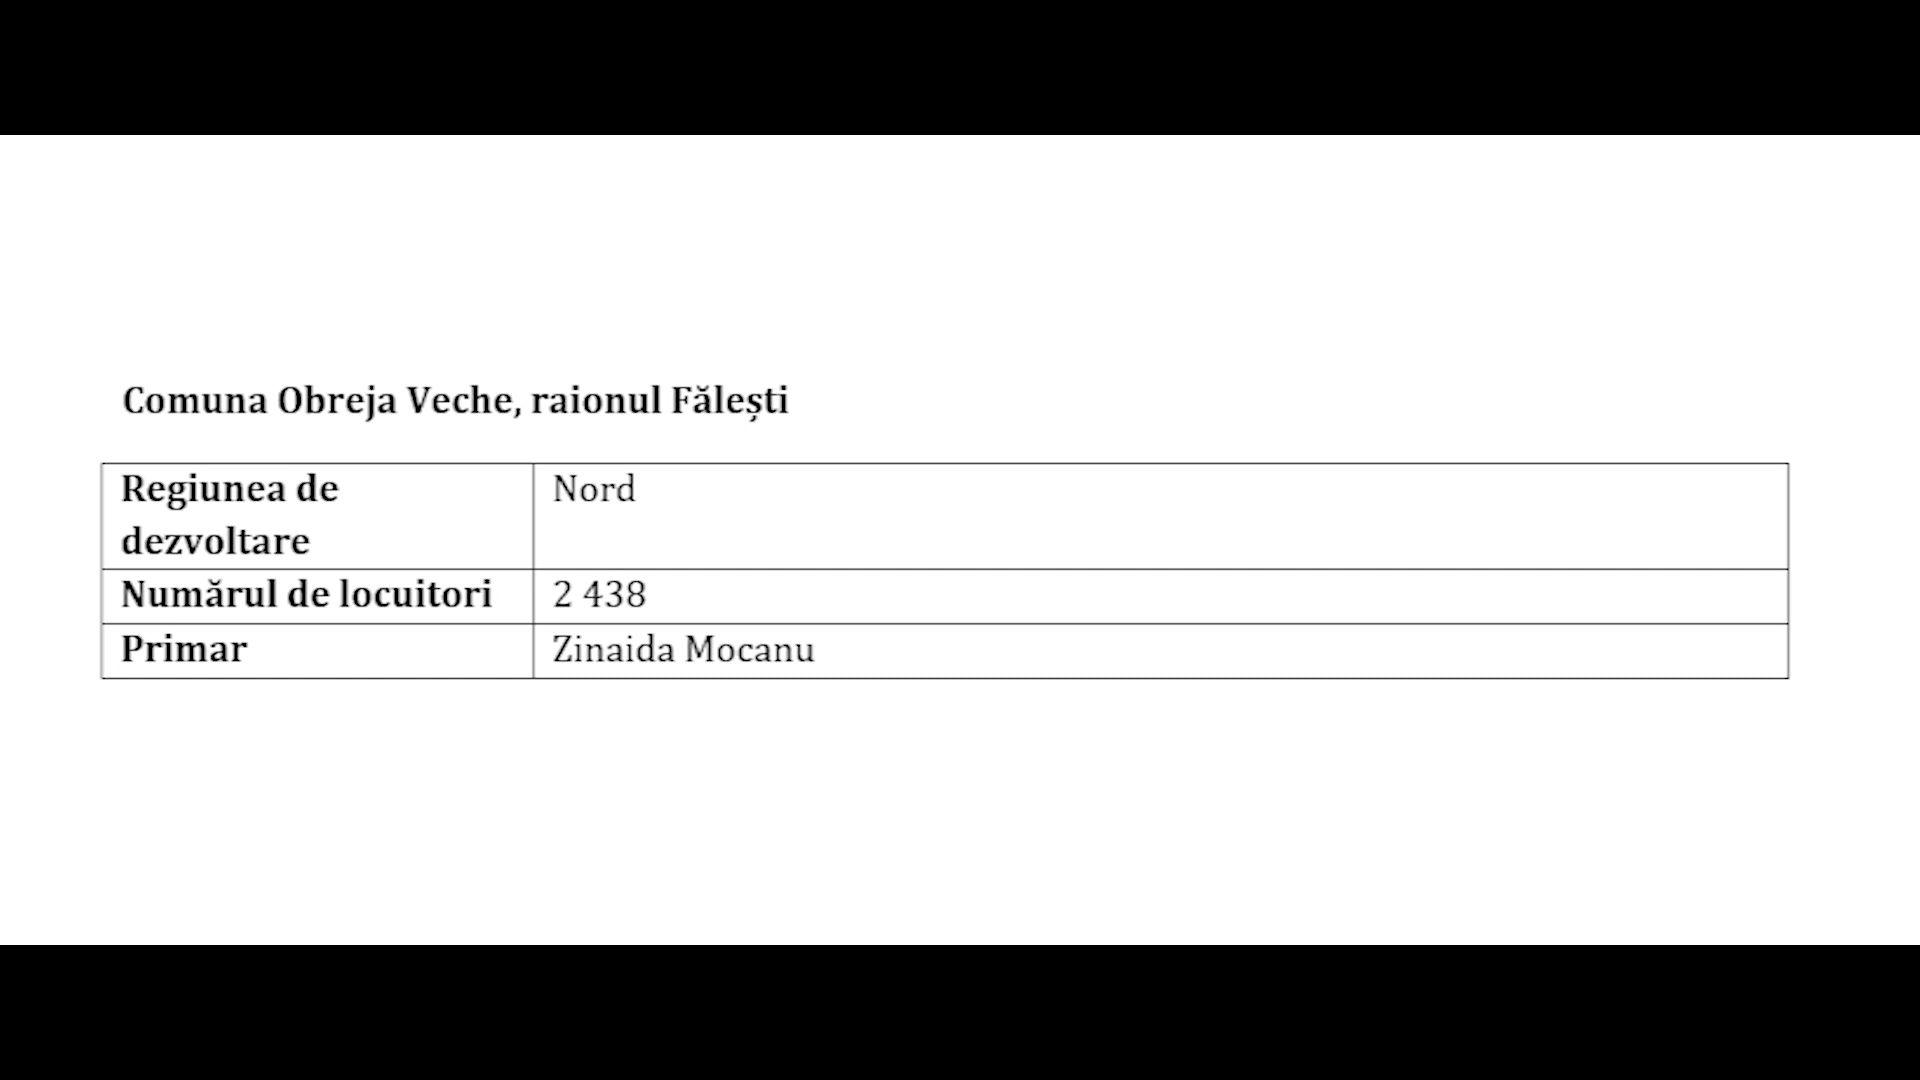 Comuna Obreja Veche, raionul Fălești
Regiunea de
dezvoltare
Nord
Numărul de locuitori
2 438
Primar
Zinaida Mocanu